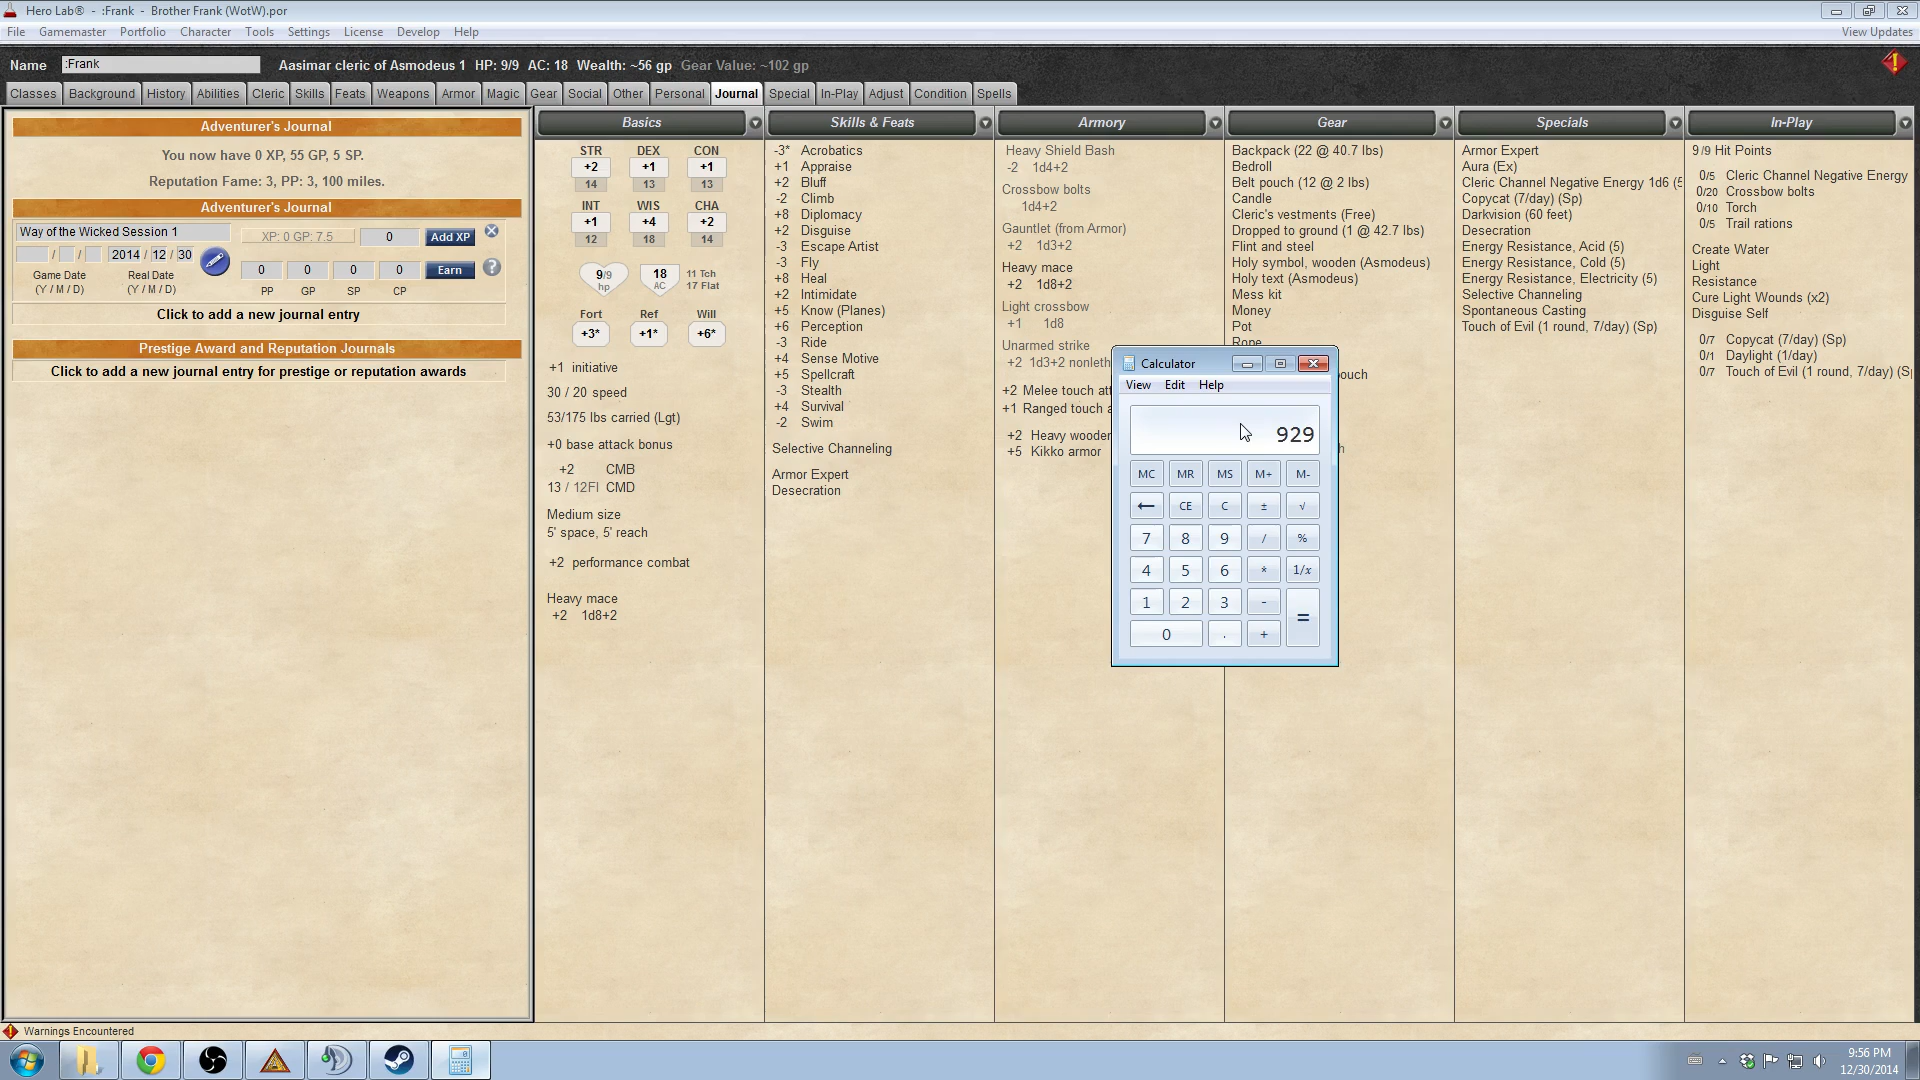 Hero Lab® - :Frank - Brother Frank (WotW).por
File Gamemaster Portfolio Character Tools Settings License Develop Help View Updates
Name :Frank Aasimar cleric of Asmodeus 1 HP: 9/9 AC: 18 Wealth: ~56 gp Gear Value: ~102 gp
Classes Background History Abilities Cleric Skills Feats Weapons Armor Magic Gear Social Other Personal Journal Special In-Play Adjust Condition Spells
Adventurer's Journal
You now have 0 XP, 55 GP, 5 SP.
Reputation Fame: 3, PP: 3, 100 miles.
Adventurer's Journal
Way of the Wicked Session 1 XP: 0 GP: 7.5 0 Add XP
/ / 2014 / 12 / 30 0 0 0 0 Earn ?
Game Date Real Date PP GP SP CP
(Y / M / D) (Y / M / D)
Click to add a new journal entry
Prestige Award and Reputation Journals
Click to add a new journal entry for prestige or reputation awards
Basics
STR DEX CON
+2 +1 +1
14 13 13
INT WIS CHA
+1 +4 +2
12 18 14
9/9 hp 18 AC 11 Tch
17 Flat
Fort Ref Will
+3* +1* +6*
+1 initiative
30 / 20 speed
53/175 lbs carried (Lgt)
+0 base attack bonus
+2 CMB
13 / 12Fl CMD
Medium size
5' space, 5' reach
+2 performance combat
Heavy mace
+2 1d8+2
Skills & Feats
-3* Acrobatics
+1 Appraise
+2 Bluff
-2 Climb
+8 Diplomacy
+2 Disguise
-3 Escape Artist
-3 Fly
+8 Heal
+2 Intimidate
+5 Know (Planes)
+6 Perception
-3 Ride
+4 Sense Motive
+5 Spellcraft
-3 Stealth
+4 Survival
-2 Swim
Selective Channeling
Armor Expert
Desecration
Armory
Heavy Shield Bash
-2 1d4+2
Crossbow bolts
1d4+2
Gauntlet (from Armor)
+2 1d3+2
Heavy mace
+2 1d8+2
Light crossbow
+1 1d8
Unarmed strike
+2 1d3+2 nonleth
+2 Melee touch att
+1 Ranged touch a
+2 Heavy wooden
+5 Kikko armor
Gear
Backpack (22 @ 40.7 lbs)
Bedroll
Belt pouch (12 @ 2 lbs)
Candle
Cleric's vestments (Free)
Dropped to ground (1 @ 42.7 lbs)
Flint and steel
Holy symbol, wooden (Asmodeus)
Holy text (Asmodeus)
Mess kit
Money
Pot
Rope
ouch
h
Specials
Armor Expert
Aura (Ex)
Cleric Channel Negative Energy 1d6 (5
Copycat (7/day) (Sp)
Darkvision (60 feet)
Desecration
Energy Resistance, Acid (5)
Energy Resistance, Cold (5)
Energy Resistance, Electricity (5)
Selective Channeling
Spontaneous Casting
Touch of Evil (1 round, 7/day) (Sp)
In-Play
9/9 Hit Points
0/5 Cleric Channel Negative Energy
0/20 Crossbow bolts
0/10 Torch
0/5 Trail rations
Create Water
Light
Resistance
Cure Light Wounds (x2)
Disguise Self
0/7 Copycat (7/day) (Sp)
0/1 Daylight (1/day)
0/7 Touch of Evil (1 round, 7/day) (S
Calculator
View Edit Help
929
MC MR MS M+ M-
← CE C ± √
7 8 9 / %
4 5 6 * 1/x
1 2 3 - =
0 . +
Warnings Encountered
9:56 PM
12/30/2014